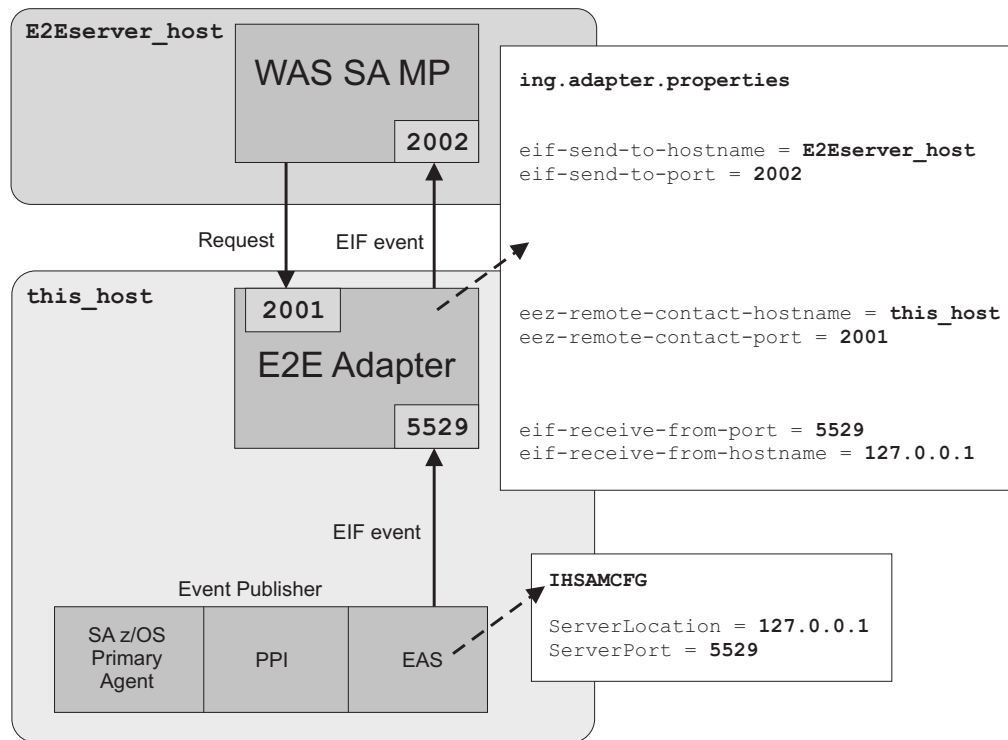 E2Eserver_host
WAS SA MP
2002
Request
EIF event
this_host
2001
E2E Adapter
5529
EIF event
Event Publisher
SA z/OS
Primary
Agent
PPI
EAS
ing.adapter.properties
eif-send-to-hostname = E2Eserver_host
eif-send-to-port = 2002
eez-remote-contact-hostname = this_host
eez-remote-contact-port = 2001
eif-receive-from-port = 5529
eif-receive-from-hostname = 127.0.0.1
IHSAMCFG
ServerLocation = 127.0.0.1
ServerPort = 5529